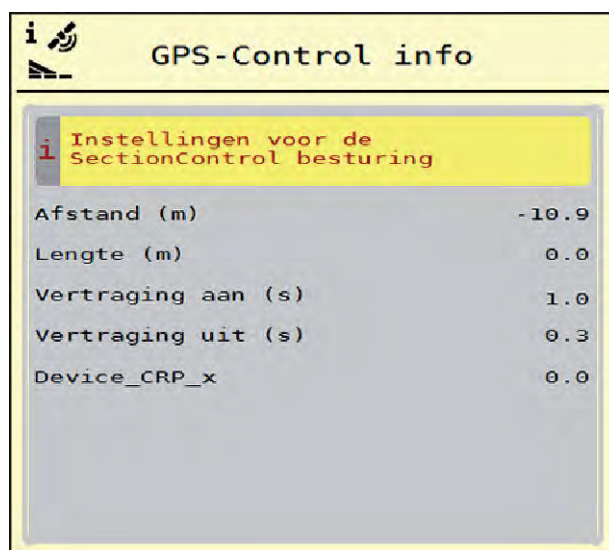 i
GPS-Control info
i Instellingen voor de
SectionControl besturing
Afstand (m) -10.9
Lengte (m) 0.0
Vertraging aan (s) 1.0
Vertraging uit (s) 0.3
Device_CRP_x 0.0